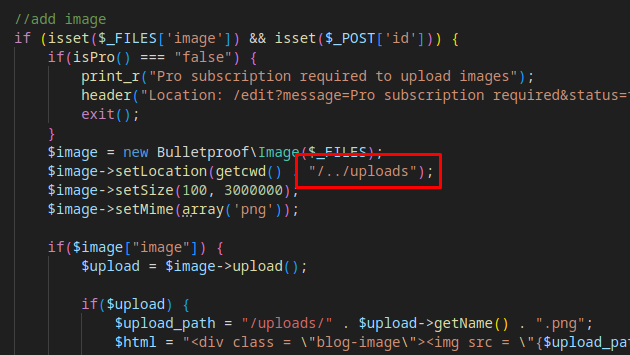 //add image
if (isset($_FILES['image']) && isset($_POST['id'])) {
if(isPro() === "false") {
print_r("Pro subscription required to upload images");
header("Location: /edit?message=Pro subscription required&status=
exit();
}
$image = new Bulletproof\Image($_FILES);
$image->setLocation(getcwd() . "/../uploads");
$image->setSize(100, 3000000);
$image->setMime(array('png'));
if($image["image"]) {
$upload = $image->upload();
if($upload) {
$upload_path = "/uploads/" . $upload->getName() . ".png";
$html = "<div class = \"blog-image\"><img src = \"{$upload_pat